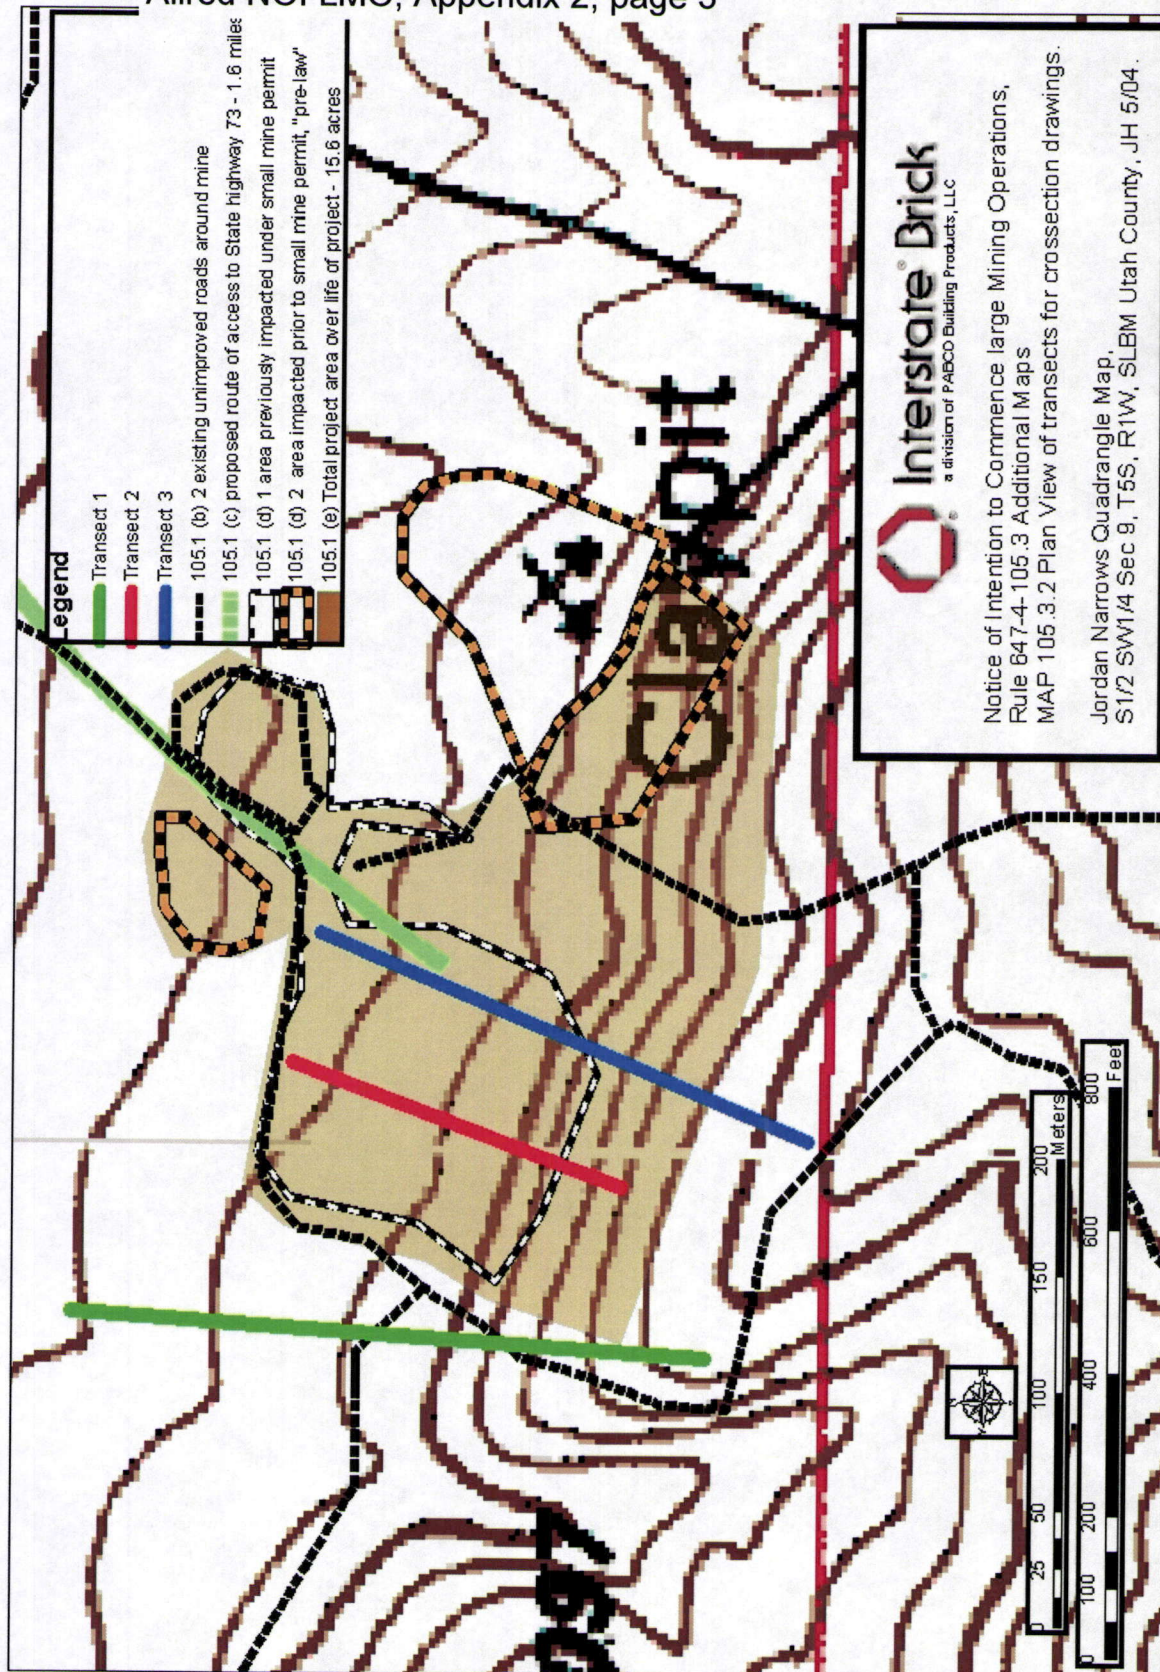 Alfred NOI LMO, Appendix 2, page 3
Legend
Transect 1
Transect 2
Transect 3
105.1 (b) 2 existing unimproved roads around mine
105.1 (c) proposed route of access to State highway 73 - 1.6 miles
105.1 (d) 1 area previously impacted under small mine permit
105.1 (d) 2 area impacted prior to small mine permit, "pre-law"
105.1 (e) Total project area over life of project - 15.6 acres
Clay pit
0 25 50 100 150 200
Meters
0 100 200 400 600 800
Feet
Interstate® Brick
a division of PABCO Building Products, LLC
Notice of Intention to Commence large Mining Operations,
Rule 647-4-105.3 Additional Maps
MAP 105.3.2 Plan View of transects for crossection drawings.
Jordan Narrows Quadrangle Map,
S1/2 SW1/4 Sec 9, T5S, R1W, SLBM Utah County, JH 5/04.